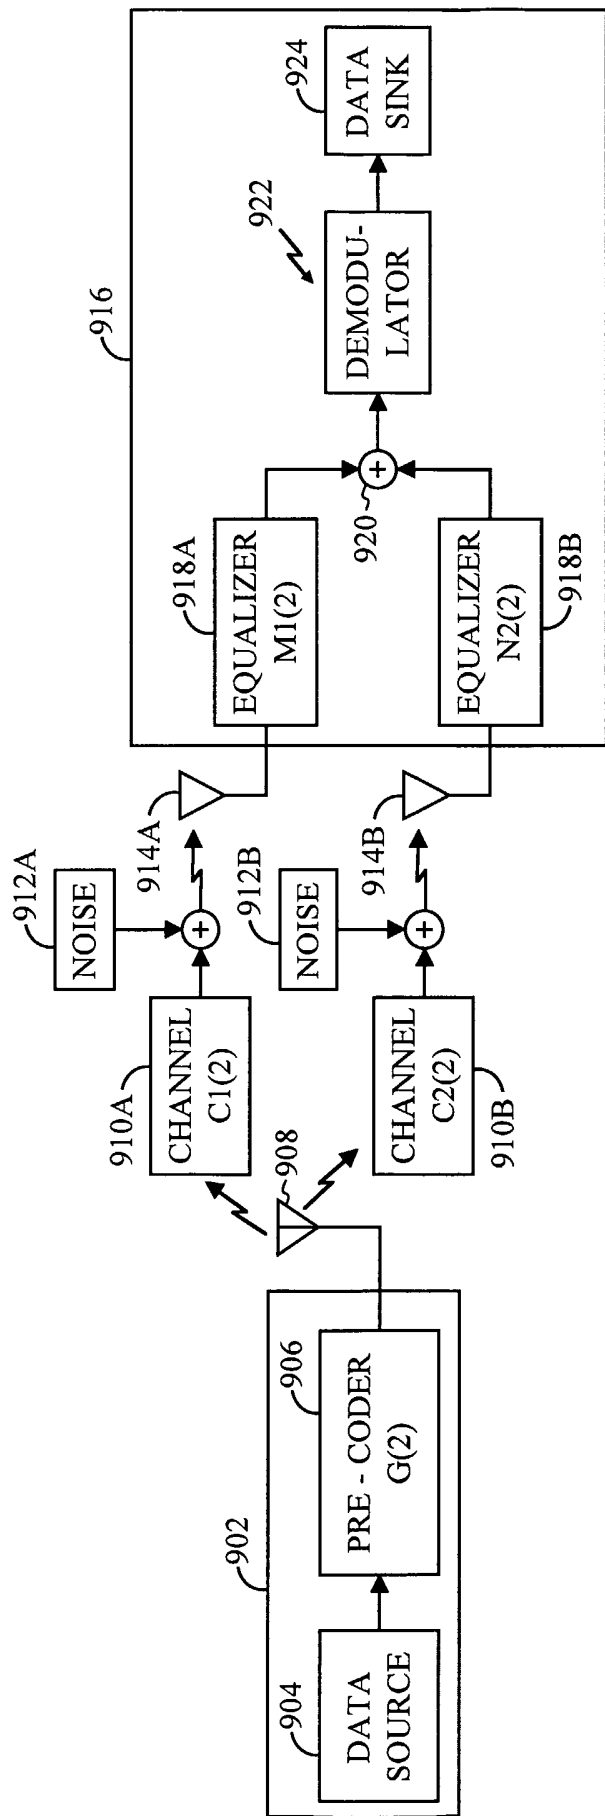 902
904
DATA
SOURCE
906
PRE - CODER
G(2)
908
910A
CHANNEL
C1(2)
912A
NOISE
+
914A
910B
CHANNEL
C2(2)
912B
NOISE
+
914B
916
918A
EQUALIZER
M1(2)
EQUALIZER
N2(2)
918B
+
920
922
DEMODU-
LATOR
924
DATA
SINK